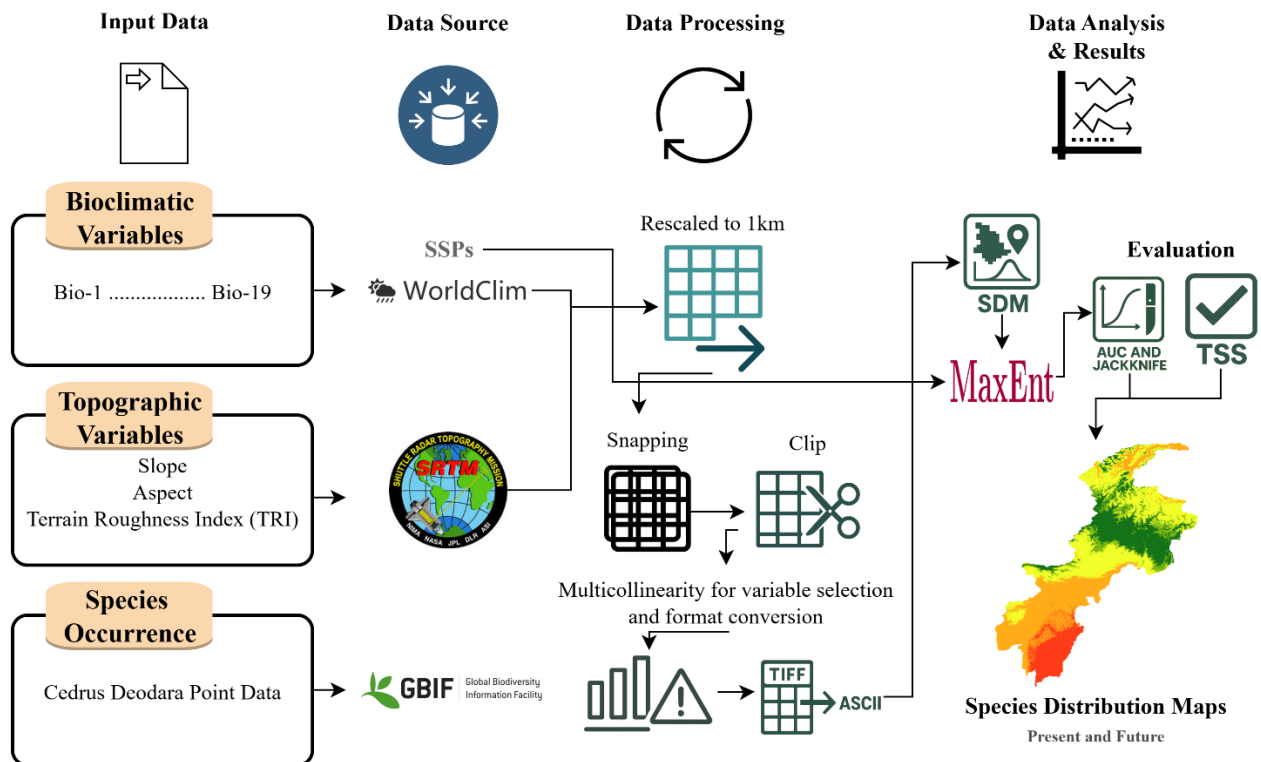 Input Data
Data Source
Data Processing
Data Analysis
& Results
Bioclimatic
Variables
Bio-1 .................. Bio-19
SSPs
WorldClim
Rescaled to 1km
SDM
Evaluation
MaxEnt
AUC AND
JACKKNIFE
TSS
Topographic
Variables
Slope
Aspect
Terrain Roughness Index (TRI)
SHUTTLE RADAR TOPOGRAPHY MISSION
SRTM
NIMA NASA JPL DLR ASI
Snapping
Clip
Multicollinearity for variable selection
and format conversion
Species
Occurrence
Cedrus Deodara Point Data
GBIF
Global Biodiversity
Information Facility
TIFF
ASCII
Species Distribution Maps
Present and Future